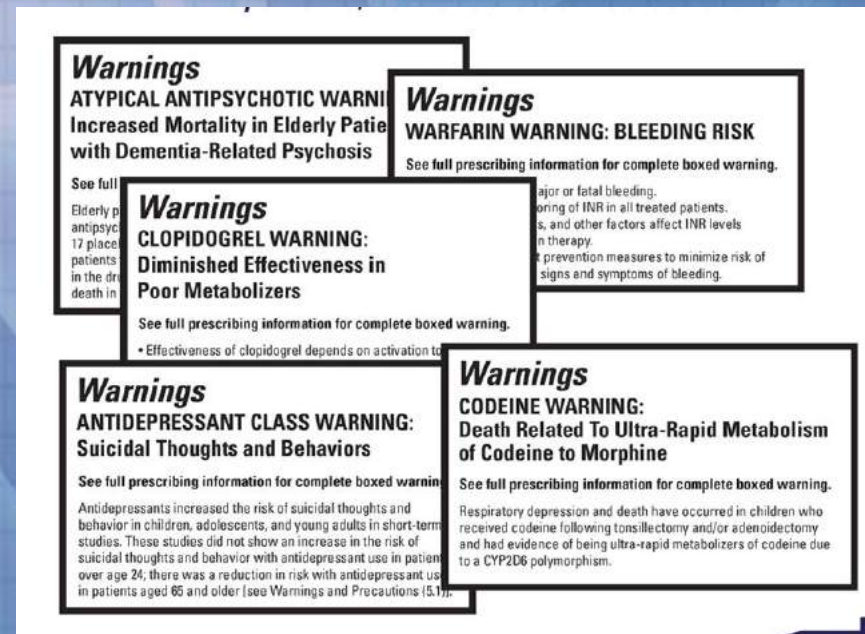 Warnings
ATYPICAL ANTIPSYCHOTIC WARNI
Increased Mortality in Elderly Patie
with Dementia-Related Psychosis
See full
Elderly p
antipsyc
17 place
patients
in the dr
death in
Warnings
WARFARIN WARNING: BLEEDING RISK
See full prescribing information for complete boxed warning.
ajor or fatal bleeding.
oring of INR in all treated patients.
s, and other factors affect INR levels
n therapy.
t prevention measures to minimize risk of
signs and symptoms of bleeding.
Warnings
CLOPIDOGREL WARNING:
Diminished Effectiveness in
Poor Metabolizers
See full prescribing information for complete boxed warning.
• Effectiveness of clopidogrel depends on activation to
Warnings
ANTIDEPRESSANT CLASS WARNING:
Suicidal Thoughts and Behaviors
See full prescribing information for complete boxed warnin
Antidepressants increased the risk of suicidal thoughts and
behavior in children, adolescents, and young adults in short-term
studies. These studies did not show an increase in the risk of
suicidal thoughts and behavior with antidepressant use in patient
over age 24; there was a reduction in risk with antidepressant us
in patients aged 65 and older [see Warnings and Precautions (5.1)].
Warnings
CODEINE WARNING:
Death Related To Ultra-Rapid Metabolism
of Codeine to Morphine
See full prescribing information for complete boxed warning.
Respiratory depression and death have occurred in children who
received codeine following tonsillectomy and/or adenoidectomy
and had evidence of being ultra-rapid metabolizers of codeine due
to a CYP2D6 polymorphism.